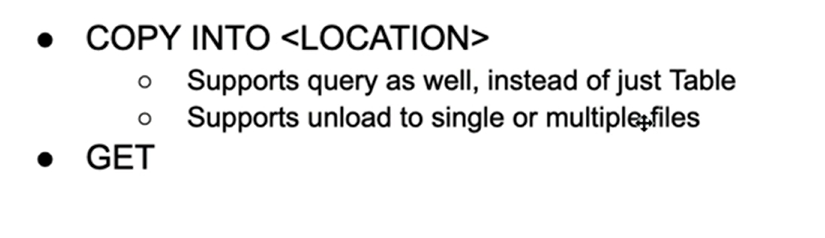 COPY INTO <LOCATION>
Supports query as well, instead of just Table
Supports unload to single or multiple files
GET